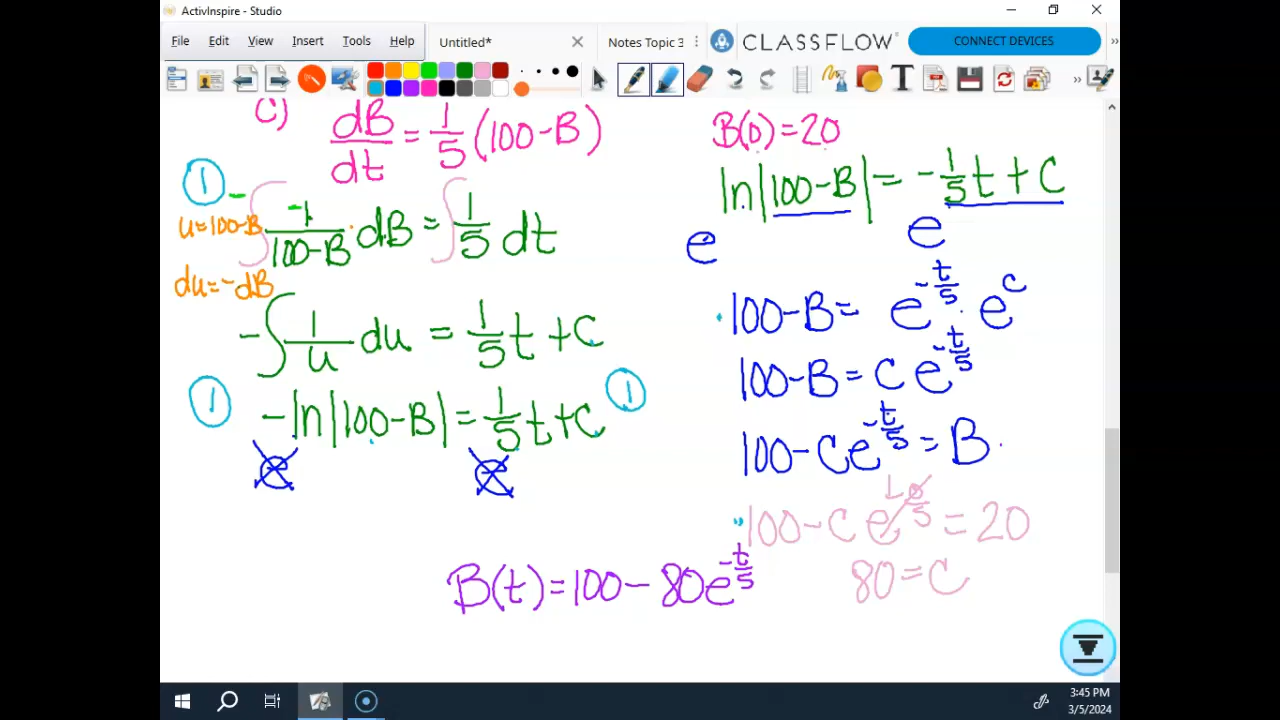 ActivInspire - Studio
File Edit View Insert Tools Help Untitled* Notes Topic 3 CLASSFLOW CONNECT DEVICES
c) dB/dt = 1/5 (100-B)
B(0) = 20
①
u = 100-B
du = -dB
-∫ -1/(100-B) · dB = ∫ 1/5 dt
-∫ 1/u du = 1/5 t + C
① -ln|100-B| = 1/5 t + C ①
e e
ln|100-B| = -1/5 t + C
e e
100-B = e^(-t/5) · e^C
100-B = Ce^(-t/5)
100-Ce^(-t/5) = B
100-Ce^(-0/5) = 20
1
80 = C
B(t) = 100 - 80e^(-t/5)
3:45 PM
3/5/2024